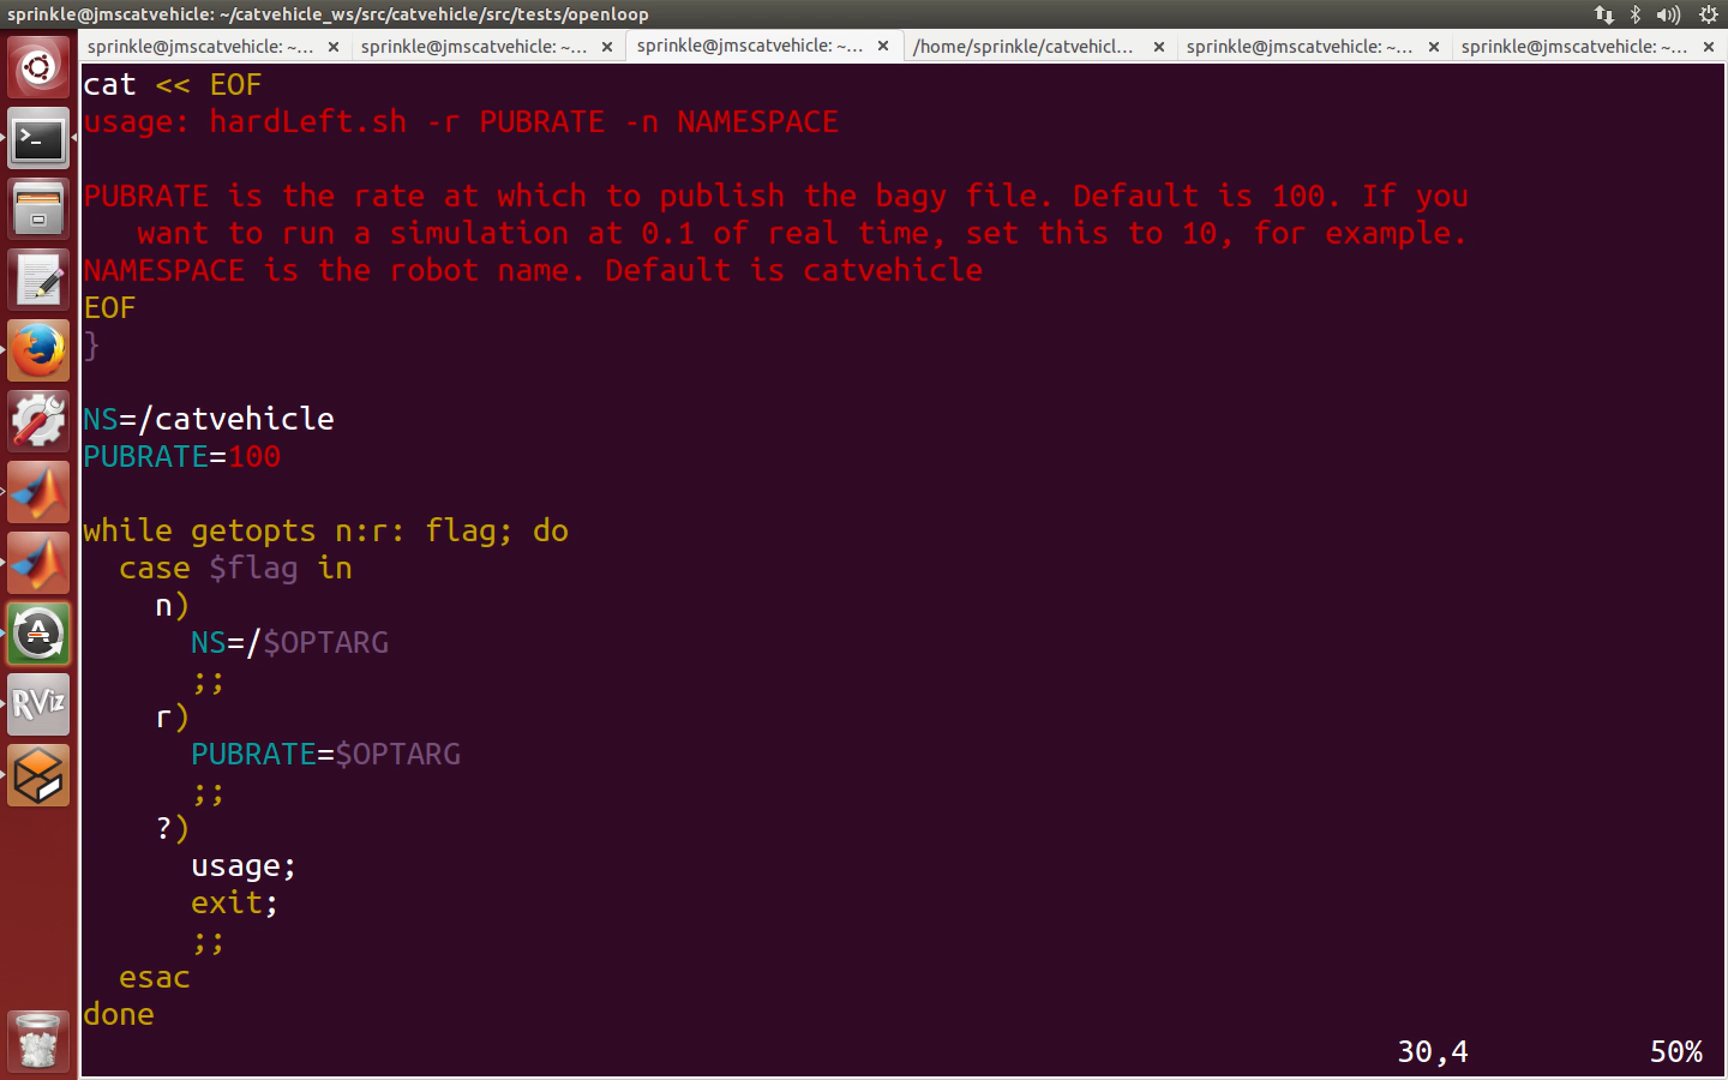 sprinkle@jmscatvehicle: ~/catvehicle_ws/src/catvehicle/src/tests/openloop
sprinkle@jmscatvehicle: ~... × sprinkle@jmscatvehicle: ~... × sprinkle@jmscatvehicle: ~... × /home/sprinkle/catvehicl... × sprinkle@jmscatvehicle: ~... × sprinkle@jmscatvehicle: ~... ×
cat << EOF
usage: hardLeft.sh -r PUBRATE -n NAMESPACE
PUBRATE is the rate at which to publish the bagy file. Default is 100. If you
   want to run a simulation at 0.1 of real time, set this to 10, for example.
NAMESPACE is the robot name. Default is catvehicle
EOF
}
NS=/catvehicle
PUBRATE=100
while getopts n:r: flag; do
  case $flag in
    n)
      NS=/$OPTARG
      ;;
    r)
      PUBRATE=$OPTARG
      ;;
    ?)
      usage;
      exit;
      ;;
  esac
done
30,4 50%
>_
A
RViz